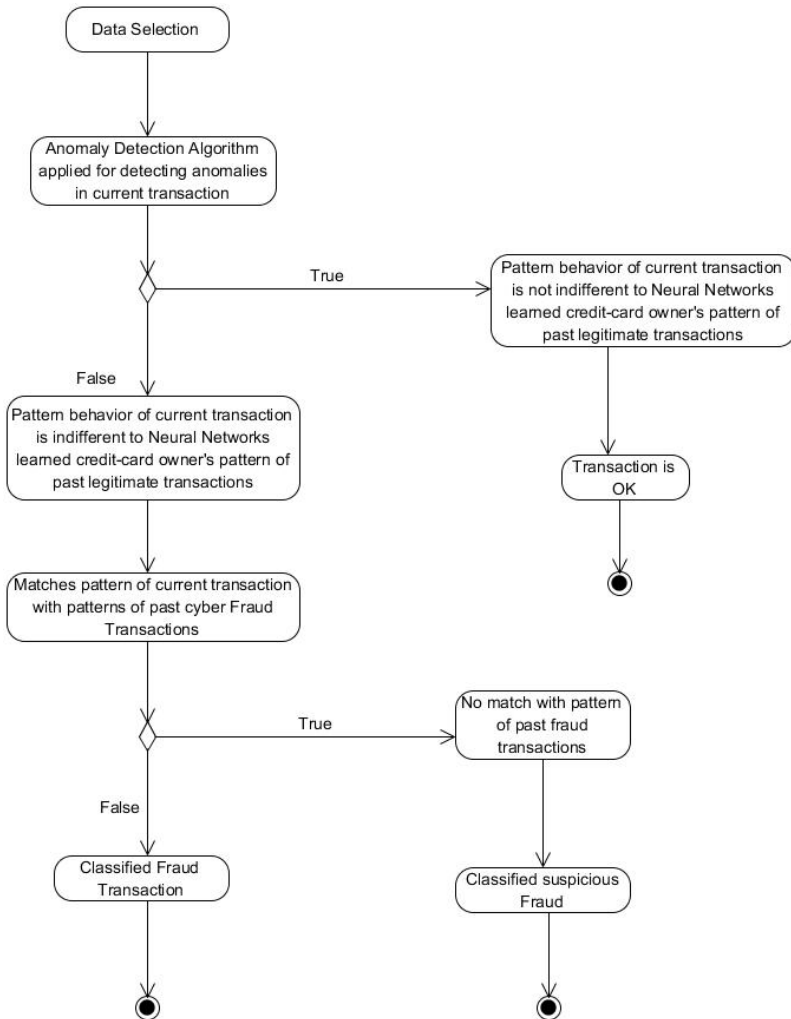 Data Selection
Anomaly Detection Algorithm
applied for detecting anomalies
in current transaction
True
Pattern behavior of current transaction
is not indifferent to Neural Networks
learned credit-card owner's pattern of
past legitimate transactions
False
Pattern behavior of current transaction
is indifferent to Neural Networks
learned credit-card owner's pattern of
past legitimate transactions
Transaction is
OK
Matches pattern of current transaction
with patterns of past cyber Fraud
Transactions
True
No match with pattern
of past fraud
transactions
False
Classified Fraud
Transaction
Classified suspicious
Fraud